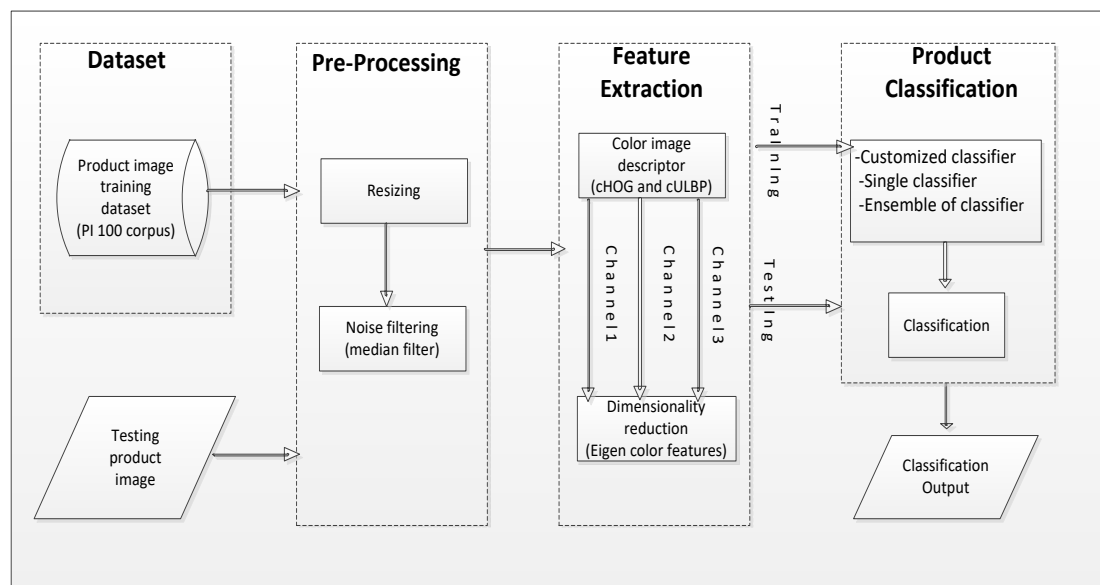 Dataset
Product image
training
dataset
(PI 100 corpus)
Testing
product
image
Pre-Processing
Resizing
Noise filtering
(median filter)
Feature
Extraction
Color image
descriptor
(cHOG and cULBP)
Channel1
Channel2
Channel3
Dimensionality
reduction
(Eigen color features)
TraInIng
TestIng
Product
Classification
-Customized classifier
-Single classifier
-Ensemble of classifier
Classification
Classification
Output